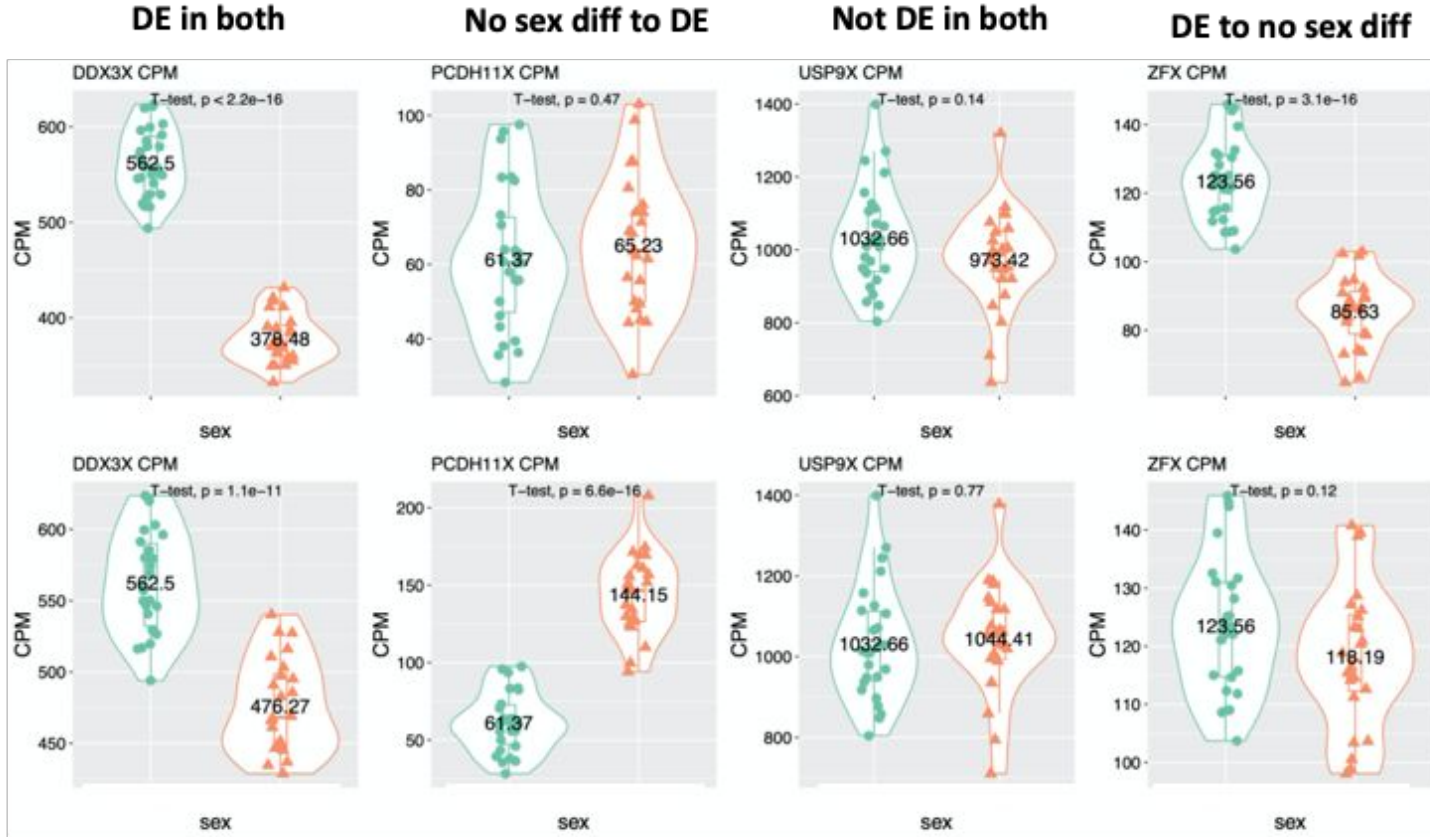 DE in both
No sex diff to DE
Not DE in both
DE to no sex diff
DDX3X CPM
T-test, p < 2.2e-16
CPM
600
500
400
562.5
378.48
sex
PCDH11X CPM
T-test, p = 0.47
CPM
100
80
60
40
61.37
65.23
sex
USP9X CPM
T-test, p = 0.14
CPM
1400
1200
1000
800
600
1032.66
973.42
sex
ZFX CPM
T-test, p = 3.1e-16
CPM
140
120
100
80
123.56
85.63
sex
DDX3X CPM
T-test, p = 1.1e-11
CPM
600
550
500
450
562.5
476.27
sex
PCDH11X CPM
T-test, p = 6.6e-16
CPM
200
150
100
50
61.37
144.15
sex
USP9X CPM
T-test, p = 0.77
CPM
1400
1200
1000
800
1032.66
1044.41
sex
ZFX CPM
T-test, p = 0.12
CPM
140
130
120
110
100
123.56
118.19
sex